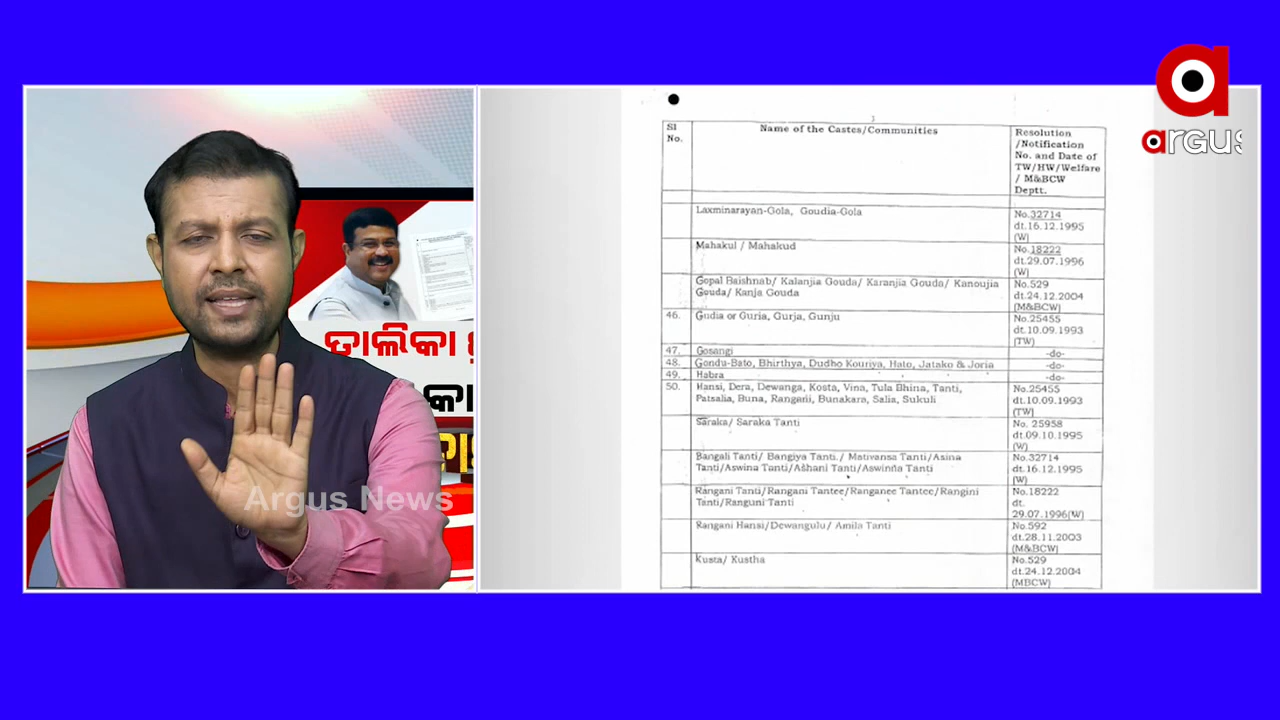 argus
ତାଲିକା
କା
Argus News
3
Sl No.
Name of the Castes/Communities
Resolution
/Notification
No. and Date of
TW/HW/Welfare
/ M&BCW
Deptt.
Laxminarayan-Gola, Goudia-Gola
No.32714
dt.16.12.1995
(W)
Mahakul / Mahakud
No.18222
dt.29.07.1996
(W)
Gopal Baishnab/ Kalanjia Gouda/ Karanjia Gouda/ Kanoujia
Gouda/ Kanja Gouda
No.529
dt.24.12.2004
(M&BCW)
46. Gudia or Guria, Gurja, Gunju
No.25455
dt.10.09.1993
(TW)
47. Gosangi -do-
48. Gondu-Bato, Bhirthya, Dudho Kouriya, Hato, Jatako & Joria -do-
49. Habra -do-
50. Hansi, Dera, Dewanga, Kosta, Vina, Tula Bhina, Tanti,
Patsalia, Buna, Ranganii, Bunakara, Salia, Sukuli
No.25455
dt.10.09.1993
(TW)
Saraka/ Saraka Tanti
No. 25958
dt.09.10.1995
(W)
Bangali Tanti/ Bangiya Tanti./ Mativansa Tanti/Asina
Tanti/Aswina Tanti/Ashani Tanti/Aswinna Tanti
No.32714
dt.16.12.1995
(W)
Rangani Tanti/Rangani Tantee/Ranganee Tantee/Rangini
Tanti/Ranguni Tanti
No.18222
dt.
29.07.1996(W)
Rangani Hansi/Dewangulu/ Amila Tanti
No.592
dt.28.11.2003
(M&BCW)
Kusta/ Kustha
No.529
dt.24.12.2004
(MBCW)